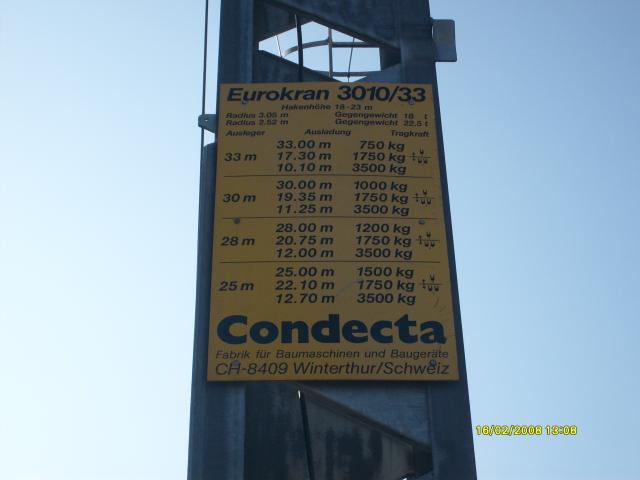 Eurokran 3010/33
Hakenhöhe 18-23 m
Radius 3.05 m Gegengewicht 18 t
Radius 2.52 m Gegengewicht 22.5 t
Ausleger Ausladung Tragkraft
33.00 m 750 kg
33 m 17.30 m 1750 kg
10.10 m 3500 kg
30.00 m 1000 kg
30 m 19.35 m 1750 kg
11.25 m 3500 kg
28.00 m 1200 kg
28 m 20.75 m 1750 kg
12.00 m 3500 kg
25.00 m 1500 kg
25 m 22.10 m 1750 kg
12.70 m 3500 kg
Condecta
Fabrik für Baumaschinen und Baugeräte
CH-8409 Winterthur/Schweiz
16/02/2008 13:08